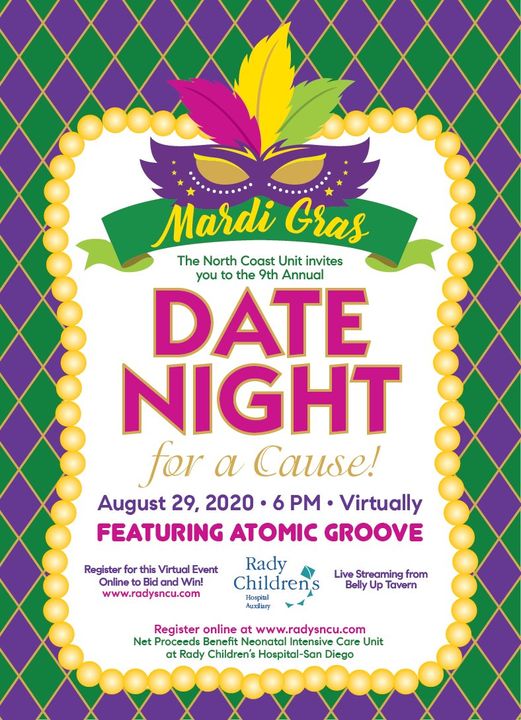 Mardi Gras
The North Coast Unit invites
you to the 9th Annual
DATE
NIGHT
for a Cause!
August 29, 2020 • 6 PM • Virtually
FEATURING ATOMIC GROOVE
Register for this Virtual Event
Online to Bid and Win!
www.radysncu.com
Rady
Children's
Hospital
Auxiliary
Live Streaming from
Belly Up Tavern
Register online at www.radysncu.com
Net Proceeds Benefit Neonatal Intensive Care Unit
at Rady Children's Hospital-San Diego